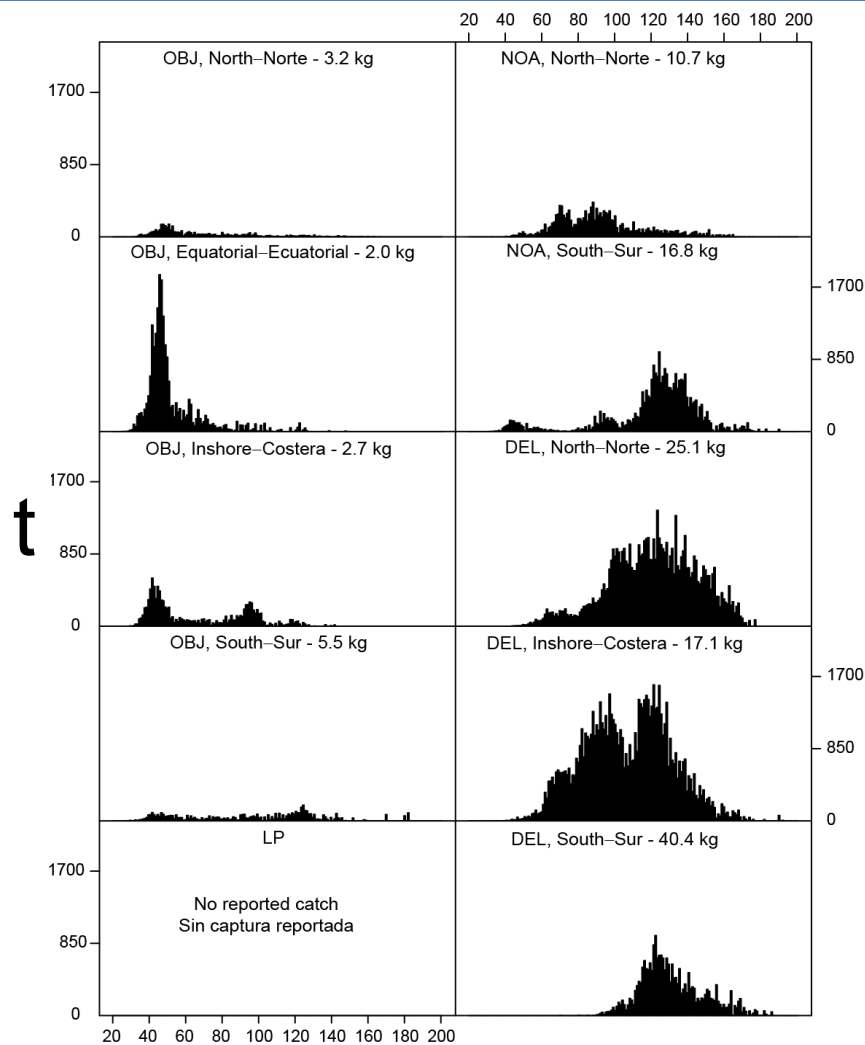 20 40 60 80 100 120 140 160 180 200
OBJ, North–Norte - 3.2 kg
NOA, North–Norte - 10.7 kg
1700
850
0
OBJ, Equatorial–Ecuatorial - 2.0 kg
NOA, South–Sur - 16.8 kg
1700
850
0
OBJ, Inshore–Costera - 2.7 kg
DEL, North–Norte - 25.1 kg
1700
850
0
t
OBJ, South–Sur - 5.5 kg
DEL, Inshore–Costera - 17.1 kg
1700
850
0
LP
DEL, South–Sur - 40.4 kg
1700
850
0
No reported catch
Sin captura reportada
20 40 60 80 100 120 140 160 180 200